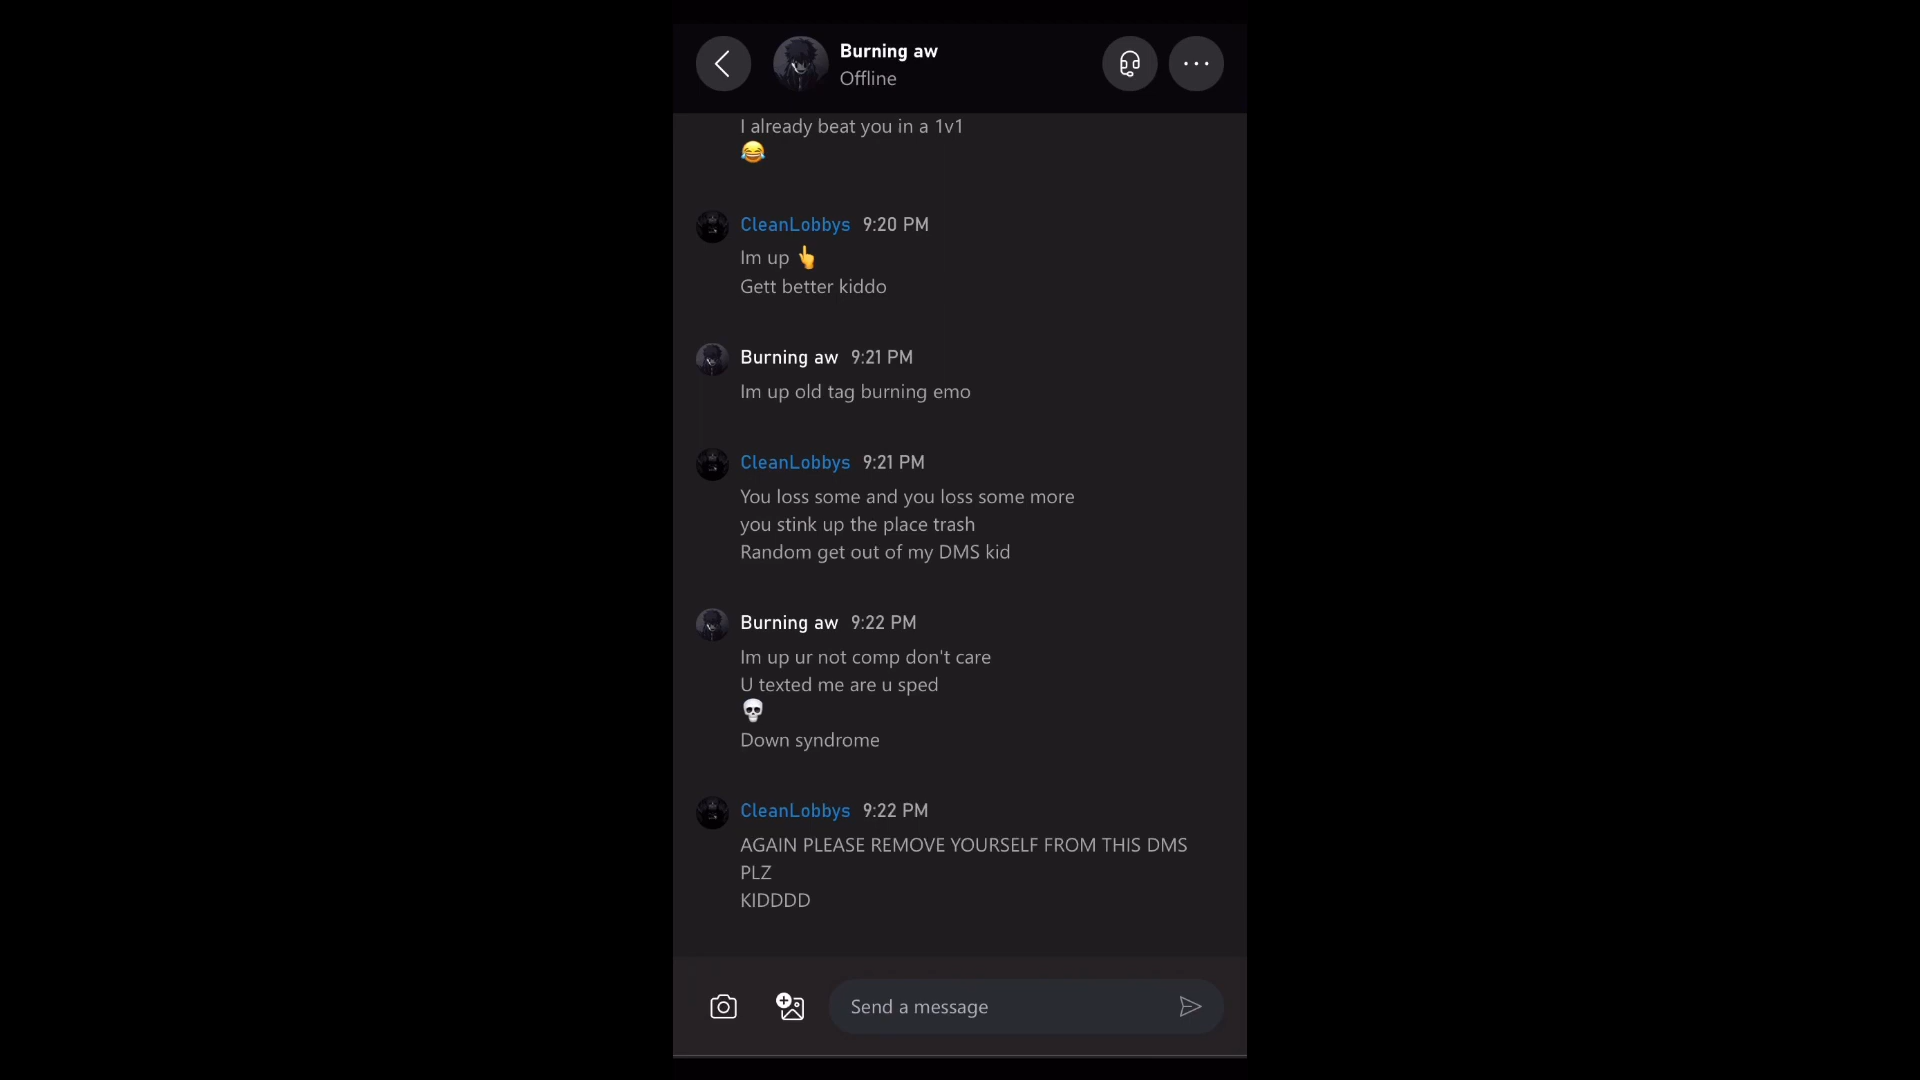 Burning aw
Offline
I already beat you in a 1v1
😂
CleanLobbys 9:20 PM
Im up 👆
Gett better kiddo
Burning aw 9:21 PM
Im up old tag burning emo
CleanLobbys 9:21 PM
You loss some and you loss some more
you stink up the place trash
Random get out of my DMS kid
Burning aw 9:22 PM
Im up ur not comp don't care
U texted me are u sped
💀
Down syndrome
CleanLobbys 9:22 PM
AGAIN PLEASE REMOVE YOURSELF FROM THIS DMS
PLZ
KIDDDD
Send a message